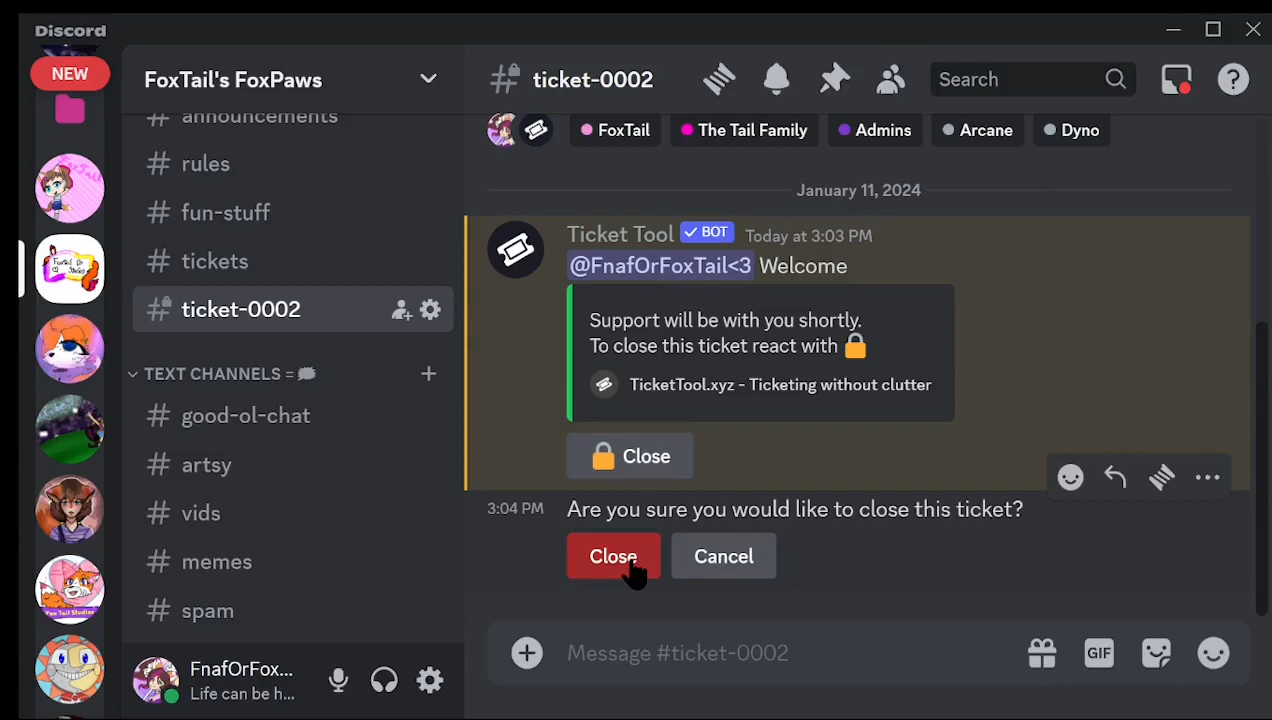 Discord
NEW
FoxTail's FoxPaws
announcements
rules
fun-stuff
tickets
ticket-0002
TEXT CHANNELS =
good-ol-chat
artsy
vids
memes
spam
FnafOrFox...
Life can be h...
ticket-0002
Search
FoxTail
The Tail Family
Admins
Arcane
Dyno
January 11, 2024
Ticket Tool BOT Today at 3:03 PM
@FnafOrFoxTail<3 Welcome
Support will be with you shortly.
To close this ticket react with 🔒
TicketTool.xyz - Ticketing without clutter
🔒 Close
3:04 PM Are you sure you would like to close this ticket?
Close Cancel
Message #ticket-0002
GIF